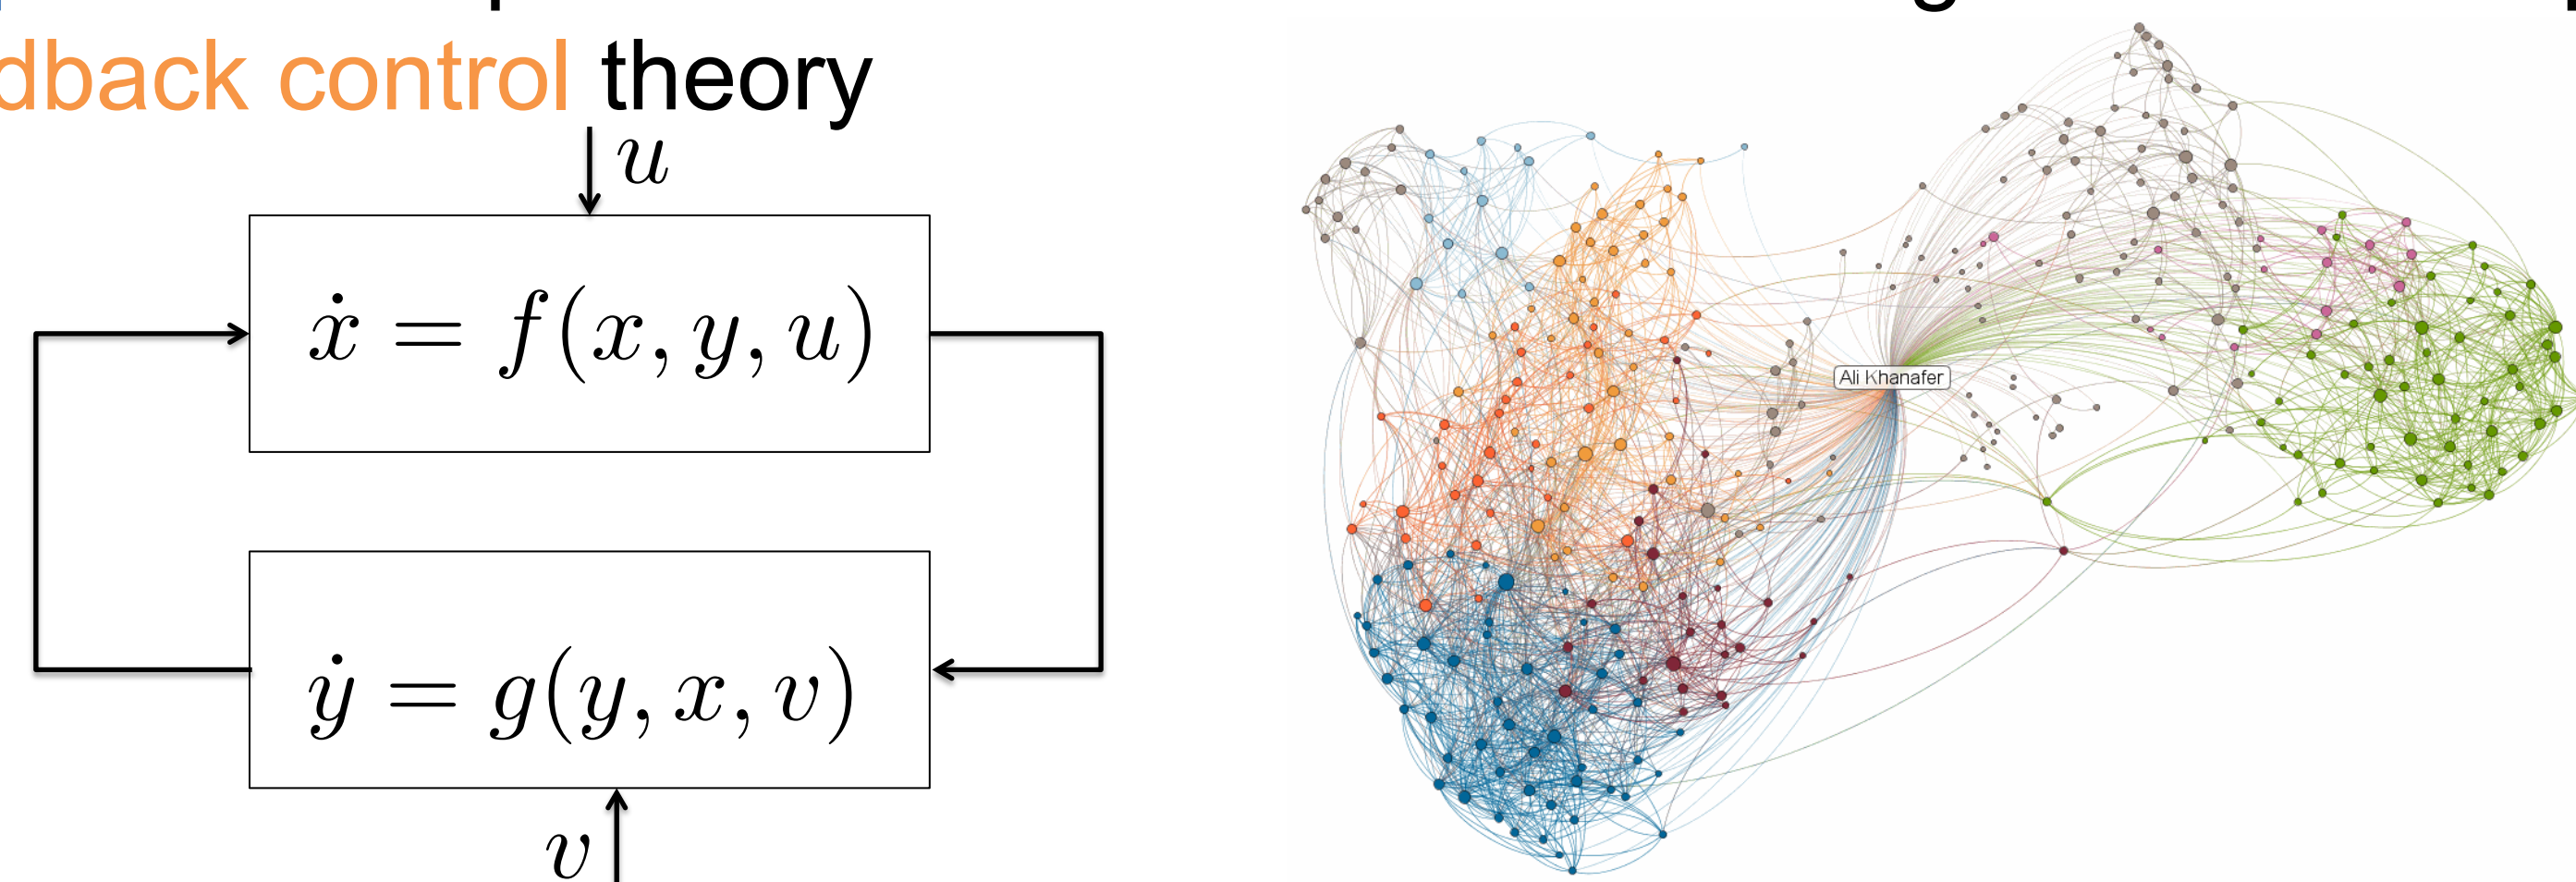 dback control theory
u
ẋ = f(x, y, u)
ẏ = g(y, x, v)
v
Ali Khanafer